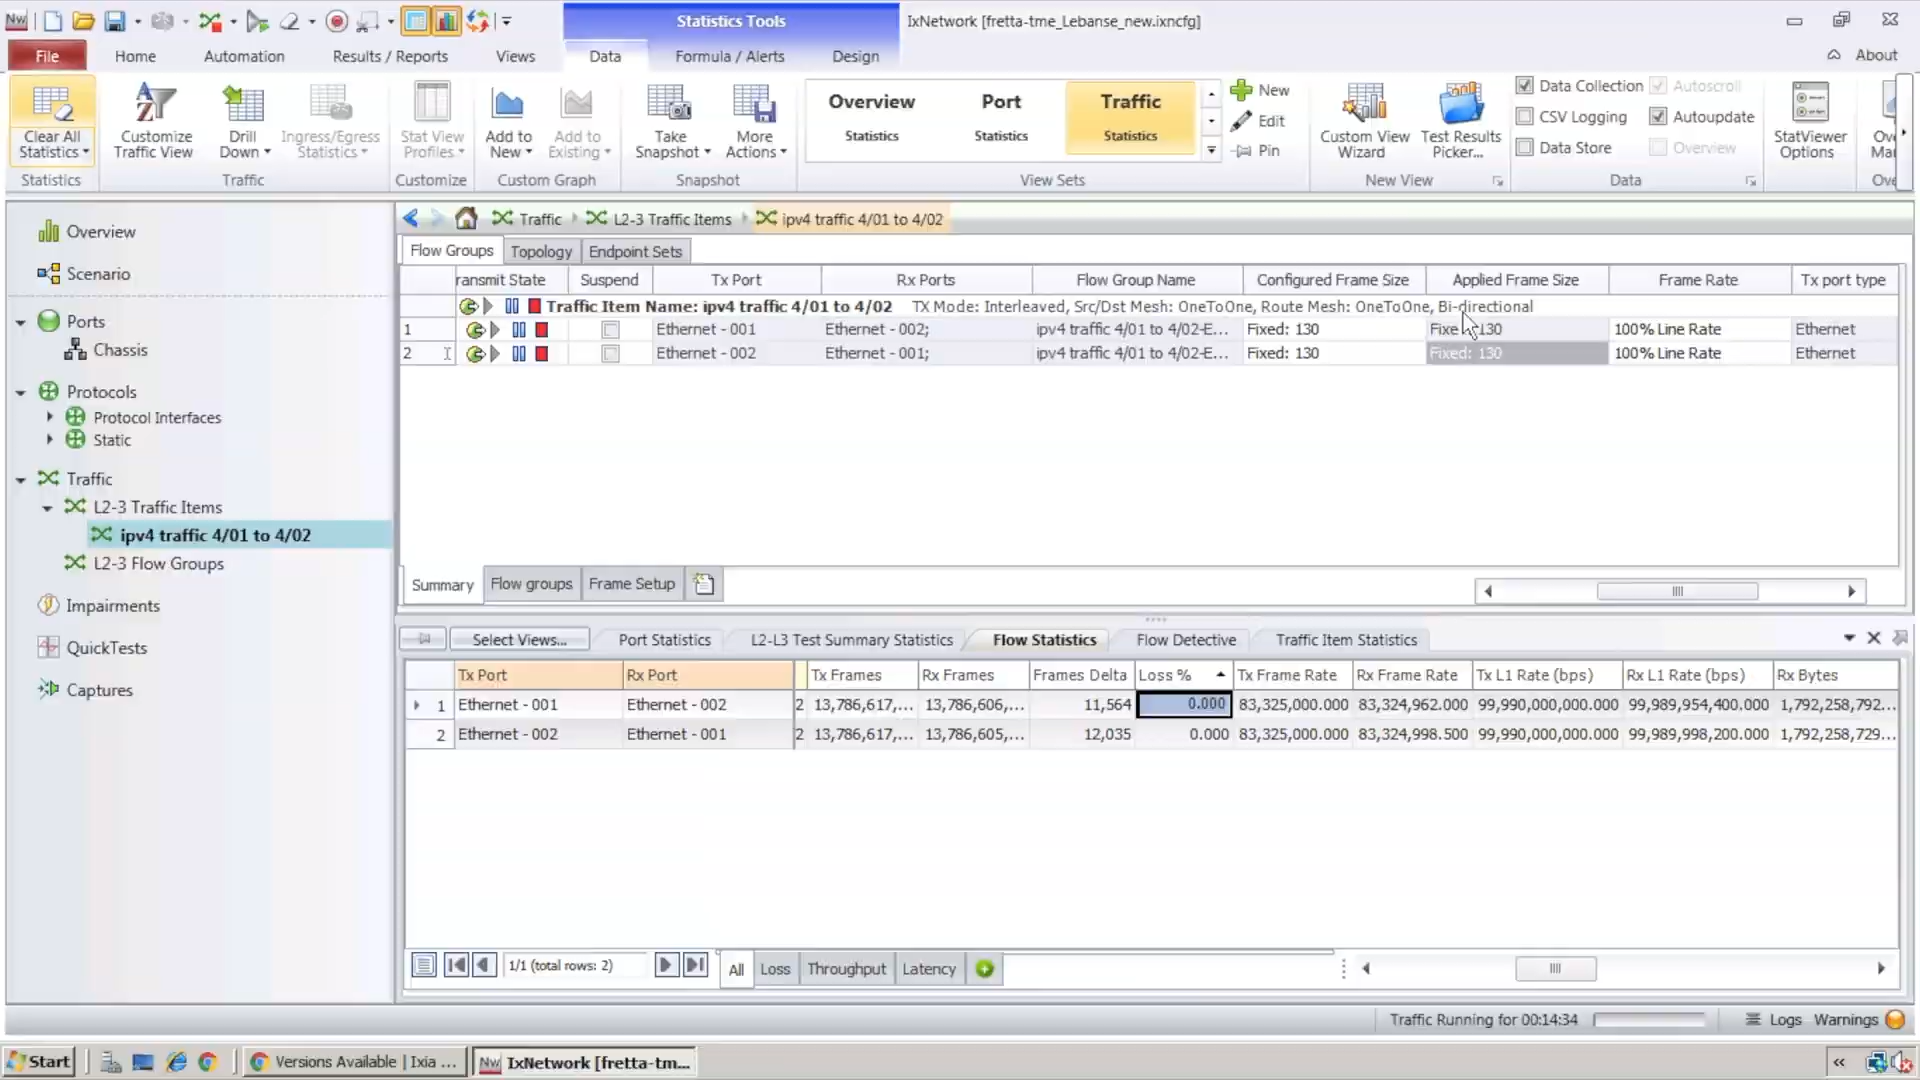 Nw Statistics Tools IxNetwork [fretta-tme_Lebanse_new.ixncfg]
File Home Automation Results / Reports Views Data Formula / Alerts Design About
Overview Port Traffic New Data Collection Autoscroll
Clear All Customize Drill Ingress/Egress Stat View Add to Add to Take More Statistics Statistics Statistics Edit Custom View Test Results CSV Logging Autoupdate StatViewer
Statistics Traffic View Down Statistics Profiles New Existing Snapshot Actions Pin Wizard Picker... Data Store Overview Options
Statistics Traffic Customize Custom Graph Snapshot View Sets New View Data
Overview
Scenario
Ports
Chassis
Protocols
Protocol Interfaces
Static
Traffic
L2-3 Traffic Items
ipv4 traffic 4/01 to 4/02
L2-3 Flow Groups
Impairments
QuickTests
Captures
Traffic L2-3 Traffic Items ipv4 traffic 4/01 to 4/02
Flow Groups Topology Endpoint Sets
ransmit State Suspend Tx Port Rx Ports Flow Group Name Configured Frame Size Applied Frame Size Frame Rate Tx port type
Traffic Item Name: ipv4 traffic 4/01 to 4/02 TX Mode: Interleaved, Src/Dst Mesh: OneToOne, Route Mesh: OneToOne, Bi-directional
1 Ethernet - 001 Ethernet - 002; ipv4 traffic 4/01 to 4/02-E... Fixed: 130 130 100% Line Rate Ethernet
2 Ethernet - 002 Ethernet - 001; ipv4 traffic 4/01 to 4/02-E... Fixed: 130 Fixed: 130 100% Line Rate Ethernet
Summary Flow groups Frame Setup
Select Views... Port Statistics L2-L3 Test Summary Statistics Flow Statistics Flow Detective Traffic Item Statistics
Tx Port Rx Port Tx Frames Rx Frames Frames Delta Loss % Tx Frame Rate Rx Frame Rate Tx L1 Rate (bps) Rx L1 Rate (bps) Rx Bytes
1 Ethernet - 001 Ethernet - 002 2 13,786,617,... 13,786,606,... 11,564 0.000 83,325,000.000 83,324,962.000 99,990,000,000.000 99,989,954,400.000 1,792,258,792...
2 Ethernet - 002 Ethernet - 001 2 13,786,617,... 13,786,605,... 12,035 0.000 83,325,000.000 83,324,998.500 99,990,000,000.000 99,989,998,200.000 1,792,258,729...
1/1 (total rows: 2) All Loss Throughput Latency
Traffic Running for 00:14:34 Logs Warnings
Start Versions Available | Ixia ... Nw IxNetwork [fretta-tm... «